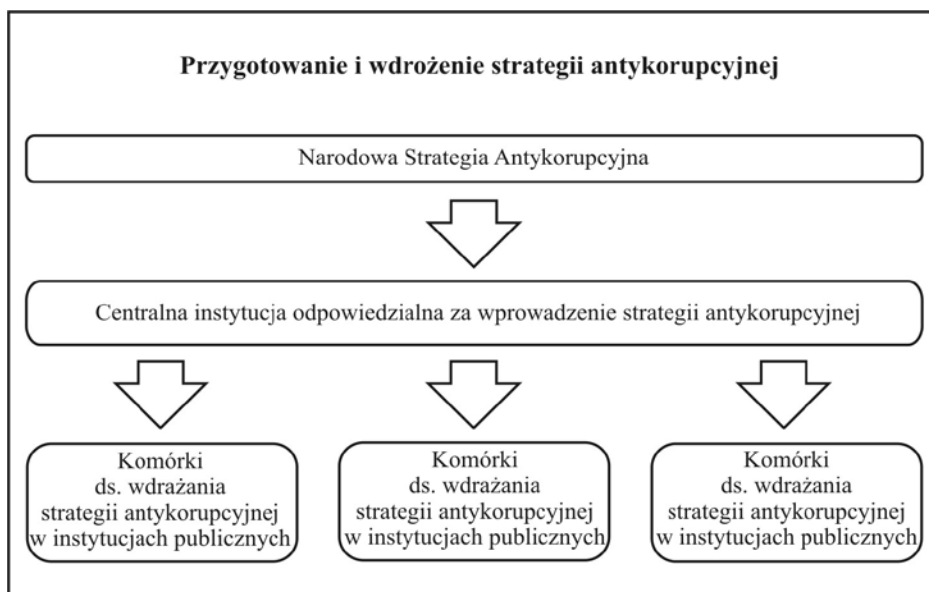 Przygotowanie i wdrożenie strategii antykorupcyjnej
Narodowa Strategia Antykorupcyjna
Centralna instytucja odpowiedzialna za wprowadzenie strategii antykorupcyjnej
Komórki
ds. wdrażania
strategii antykorupcyjnej
w instytucjach publicznych
Komórki
ds. wdrażania
strategii antykorupcyjnej
w instytucjach publicznych
Komórki
ds. wdrażania
strategii antykorupcyjnej
w instytucjach publicznych